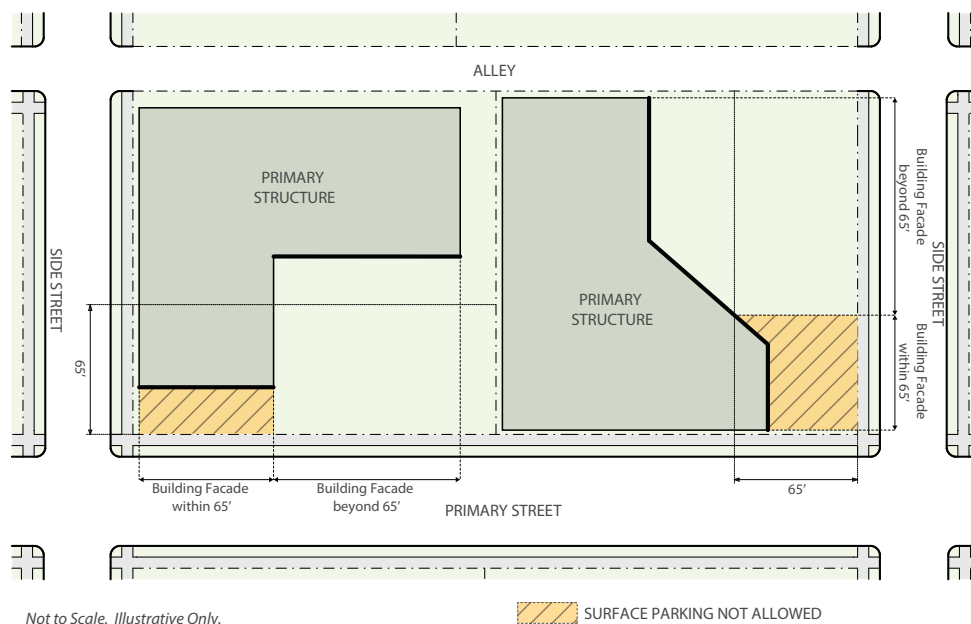 ALLEY
PRIMARY
STRUCTURE
PRIMARY
STRUCTURE
SIDE STREET
65’
Building Facade
beyond 65’
Building Facade
within 65’
SIDE STREET
Building Facade
within 65’
Building Facade
beyond 65’
65’
PRIMARY STREET
Not to Scale. Illustrative Only.
SURFACE PARKING NOT ALLOWED